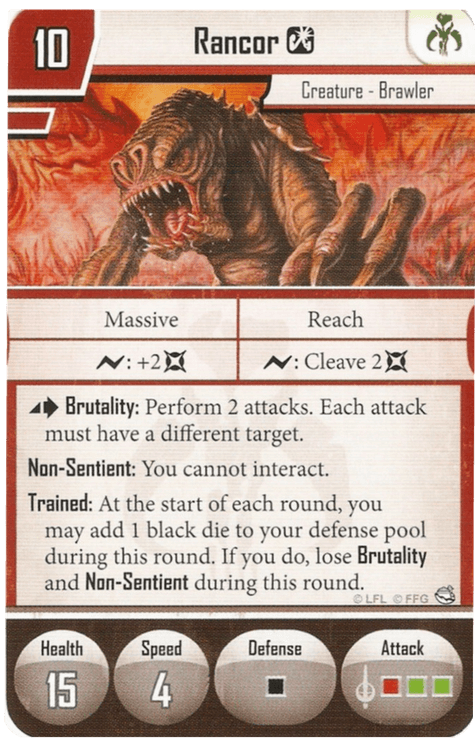 10
Rancor
Creature - Brawler
Massive
Reach
: +2
: Cleave 2
Brutality: Perform 2 attacks. Each attack
must have a different target.
Non-Sentient: You cannot interact.
Trained: At the start of each round, you
may add 1 black die to your defense pool
during this round. If you do, lose Brutality
and Non-Sentient during this round.
© LFL © FFG
Health
Speed
Defense
Attack
15
4